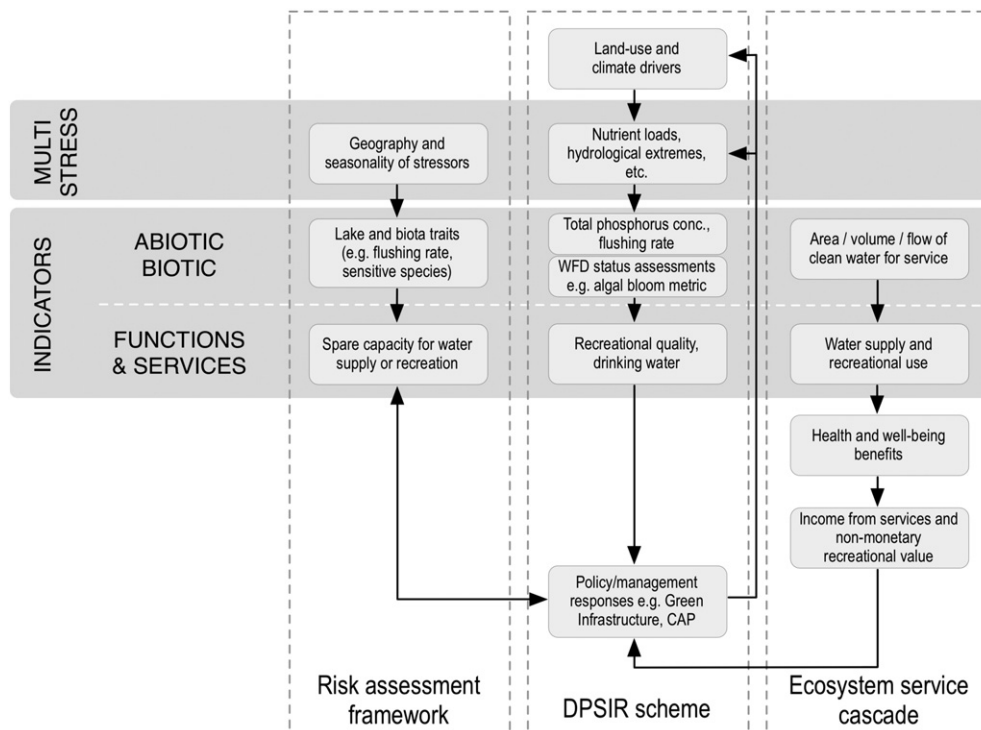 Land-use and
climate drivers
MULTI
STRESS
Geography and
seasonality of stressors
Nutrient loads,
hydrological extremes,
etc.
INDICATORS
ABIOTIC
BIOTIC
Lake and biota traits
(e.g. flushing rate,
sensitive species)
Total phosphorus conc.,
flushing rate
WFD status assessments
e.g. algal bloom metric
Area / volume / flow of
clean water for service
FUNCTIONS
& SERVICES
Spare capacity for water
supply or recreation
Recreational quality,
drinking water
Water supply and
recreational use
Health and well-being
benefits
Income from services and
non-monetary
recreational value
Policy/management
responses e.g. Green
Infrastructure, CAP
Risk assessment
framework
DPSIR scheme
Ecosystem service
cascade